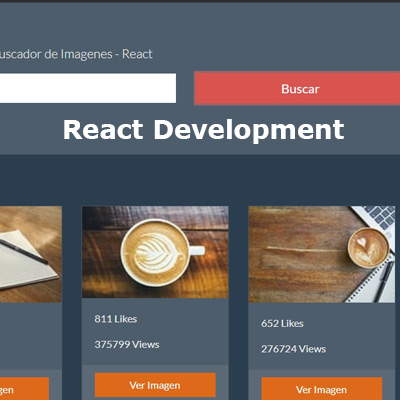 uscador de Imagenes - React
Buscar
React Development
811 Likes
375799 Views
Ver Imagen
652 Likes
276724 Views
Ver Imagen
gen